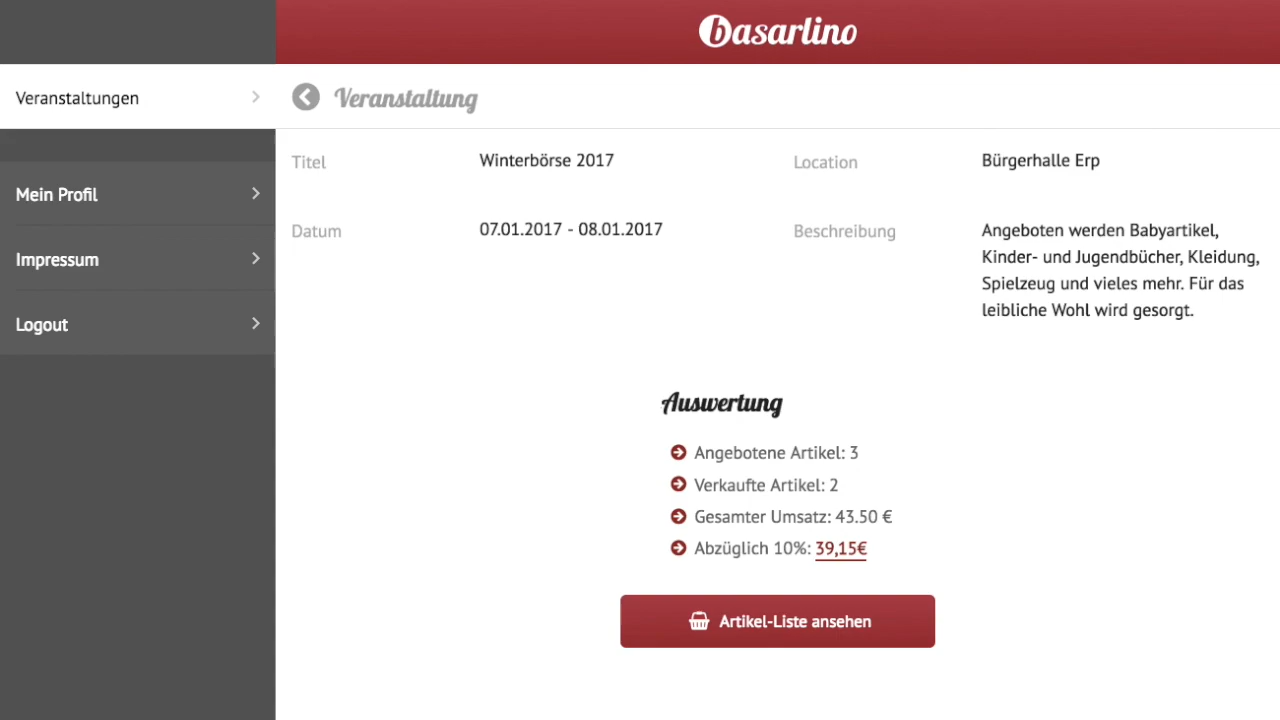 basarlino
Veranstaltungen
Mein Profil
Impressum
Logout
Veranstaltung
Titel
Winterbörse 2017
Location
Bürgerhalle Erp
Datum
07.01.2017 - 08.01.2017
Beschreibung
Angeboten werden Babyartikel,
Kinder- und Jugendbücher, Kleidung,
Spielzeug und vieles mehr. Für das
leibliche Wohl wird gesorgt.
Auswertung
Angebotene Artikel: 3
Verkaufte Artikel: 2
Gesamter Umsatz: 43.50 €
Abzüglich 10%: 39,15€
Artikel-Liste ansehen